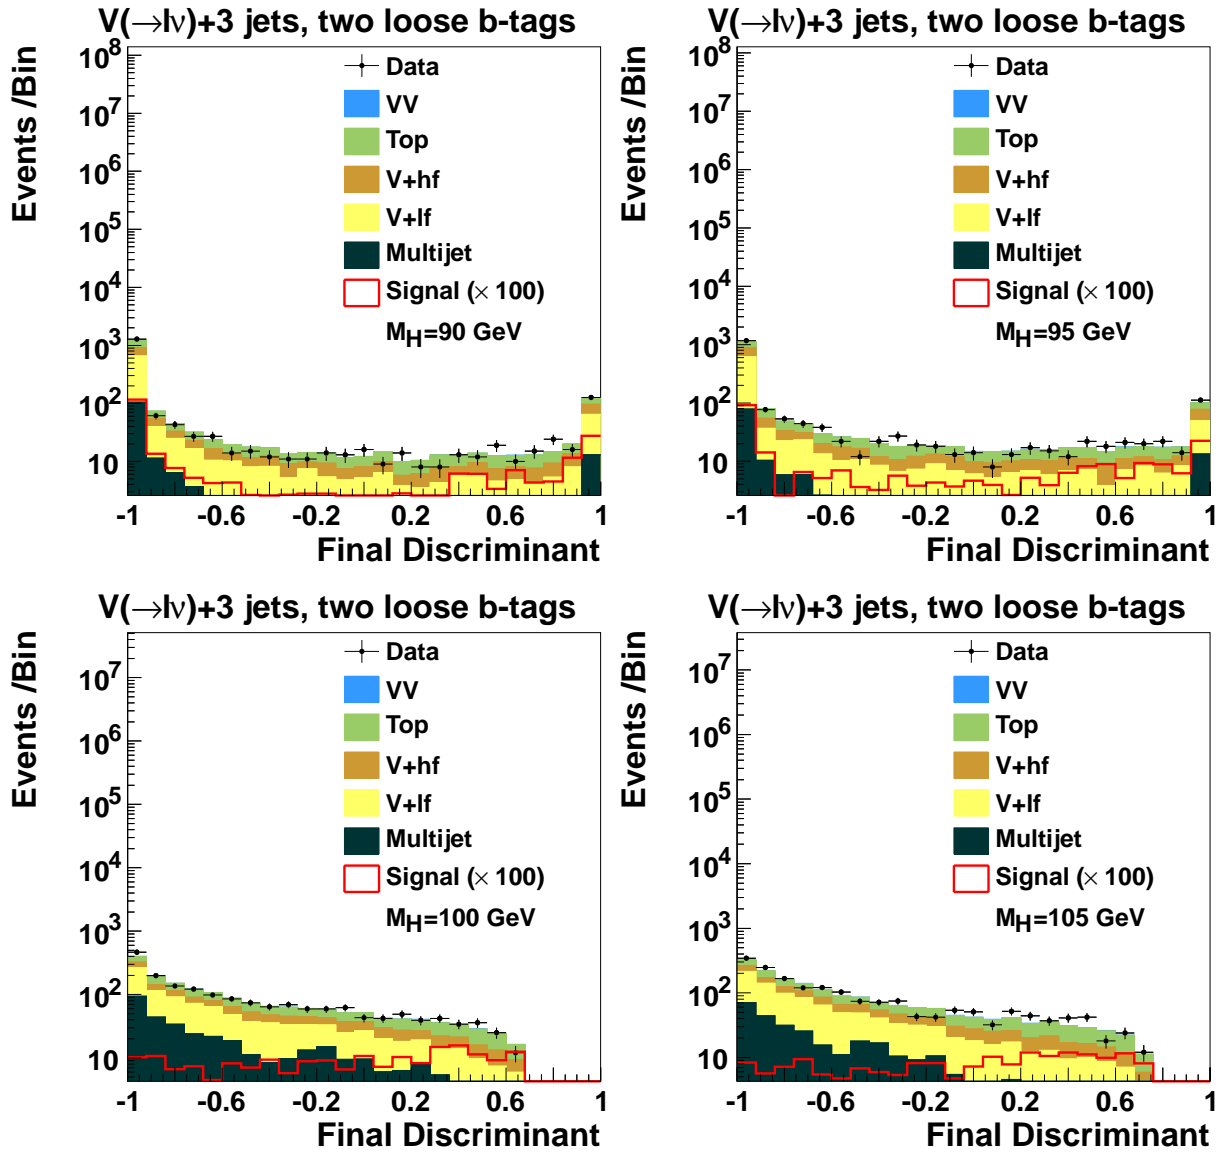 V(→lν)+3 jets, two loose b-tags
Events /Bin
10^8
10^7
10^6
10^5
10^4
10^3
10^2
10
Data
VV
Top
V+hf
V+lf
Multijet
Signal (× 100)
M_H=90 GeV
-1 -0.6 -0.2 0.2 0.6 1
Final Discriminant
V(→lν)+3 jets, two loose b-tags
Events /Bin
10^8
10^7
10^6
10^5
10^4
10^3
10^2
10
Data
VV
Top
V+hf
V+lf
Multijet
Signal (× 100)
M_H=95 GeV
-1 -0.6 -0.2 0.2 0.6 1
Final Discriminant
V(→lν)+3 jets, two loose b-tags
Events /Bin
10^7
10^6
10^5
10^4
10^3
10^2
10
Data
VV
Top
V+hf
V+lf
Multijet
Signal (× 100)
M_H=100 GeV
-1 -0.6 -0.2 0.2 0.6 1
Final Discriminant
V(→lν)+3 jets, two loose b-tags
Events /Bin
10^7
10^6
10^5
10^4
10^3
10^2
10
Data
VV
Top
V+hf
V+lf
Multijet
Signal (× 100)
M_H=105 GeV
-1 -0.6 -0.2 0.2 0.6 1
Final Discriminant